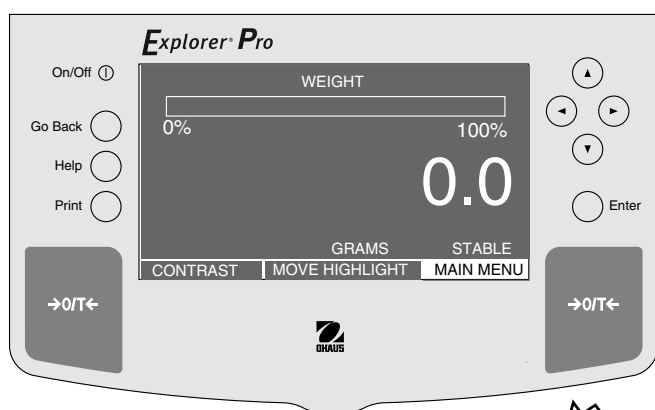 Explorer® Pro
On/Off
WEIGHT
Go Back
0% 100%
Help
0.0
Print
Enter
GRAMS STABLE
CONTRAST MOVE HIGHLIGHT MAIN MENU
→0/T← →0/T←
OHAUS